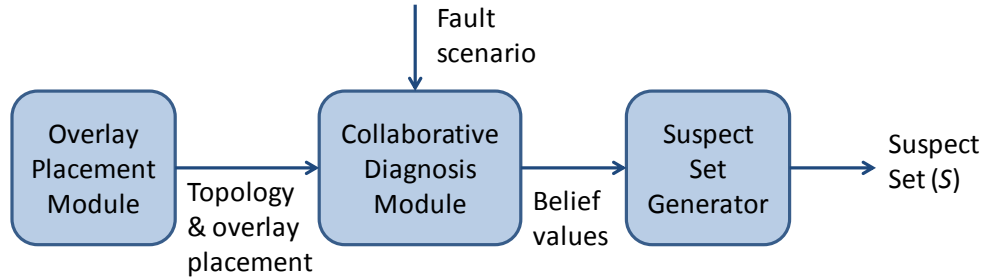 Fault
scenario
Overlay
Placement
Module
Topology
& overlay
placement
Collaborative
Diagnosis
Module
Belief
values
Suspect
Set
Generator
Suspect
Set (S)